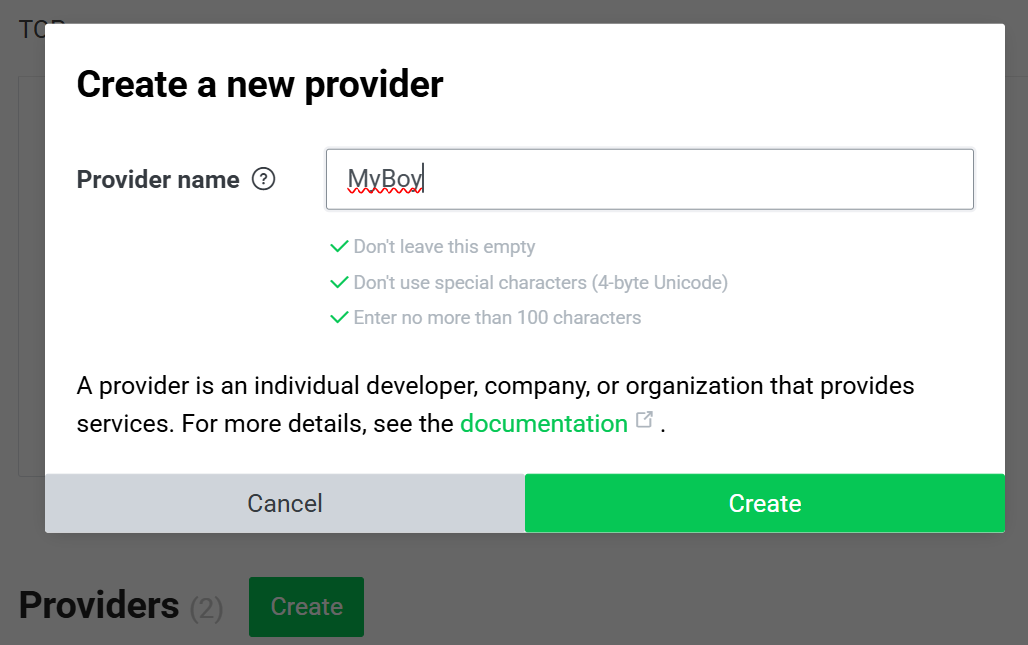 Create a new provider
Provider name ?
MyBoy
Don't leave this empty
Don't use special characters (4-byte Unicode)
Enter no more than 100 characters
A provider is an individual developer, company, or organization that provides
services. For more details, see the documentation .
Cancel
Create
Providers (2)
Create